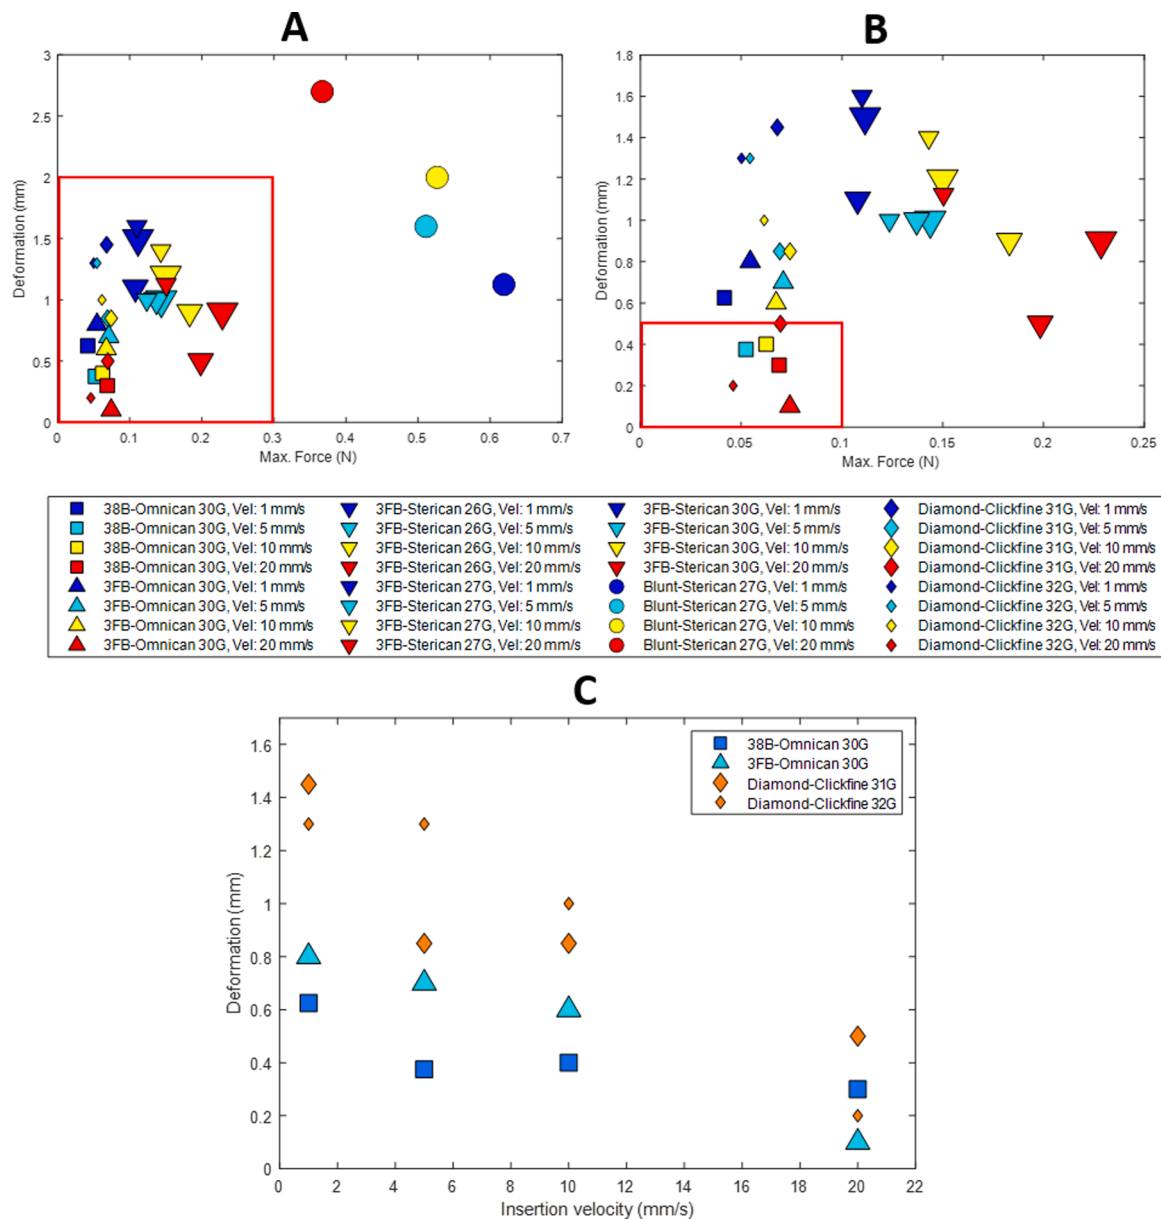 A
B
3
2.5
2
1.5
1
0.5
0
Deformation (mm)
0
0.1
0.2
0.3
0.4
0.5
0.6
0.7
Max. Force (N)
1.8
1.6
1.4
1.2
1
0.8
0.6
0.4
0.2
0
Deformation (mm)
0
0.05
0.1
0.15
0.2
0.25
Max. Force (N)
38B-Omnican 30G, Vel: 1 mm/s
38B-Omnican 30G, Vel: 5 mm/s
38B-Omnican 30G, Vel: 10 mm/s
38B-Omnican 30G, Vel: 20 mm/s
3FB-Omnican 30G, Vel: 1 mm/s
3FB-Omnican 30G, Vel: 5 mm/s
3FB-Omnican 30G, Vel: 10 mm/s
3FB-Omnican 30G, Vel: 20 mm/s
3FB-Sterican 26G, Vel: 1 mm/s
3FB-Sterican 26G, Vel: 5 mm/s
3FB-Sterican 26G, Vel: 10 mm/s
3FB-Sterican 26G, Vel: 20 mm/s
3FB-Sterican 27G, Vel: 1 mm/s
3FB-Sterican 27G, Vel: 5 mm/s
3FB-Sterican 27G, Vel: 10 mm/s
3FB-Sterican 27G, Vel: 20 mm/s
3FB-Sterican 30G, Vel: 1 mm/s
3FB-Sterican 30G, Vel: 5 mm/s
3FB-Sterican 30G, Vel: 10 mm/s
3FB-Sterican 30G, Vel: 20 mm/s
Blunt-Sterican 27G, Vel: 1 mm/s
Blunt-Sterican 27G, Vel: 5 mm/s
Blunt-Sterican 27G, Vel: 10 mm/s
Blunt-Sterican 27G, Vel: 20 mm/s
Diamond-Clickfine 31G, Vel: 1 mm/s
Diamond-Clickfine 31G, Vel: 5 mm/s
Diamond-Clickfine 31G, Vel: 10 mm/s
Diamond-Clickfine 31G, Vel: 20 mm/s
Diamond-Clickfine 32G, Vel: 1 mm/s
Diamond-Clickfine 32G, Vel: 5 mm/s
Diamond-Clickfine 32G, Vel: 10 mm/s
Diamond-Clickfine 32G, Vel: 20 mm/s
C
1.6
1.4
1.2
1
0.8
0.6
0.4
0.2
0
Deformation (mm)
38B-Omnican 30G
3FB-Omnican 30G
Diamond-Clickfine 31G
Diamond-Clickfine 32G
0
2
4
6
8
10
12
14
16
18
20
22
Insertion velocity (mm/s)